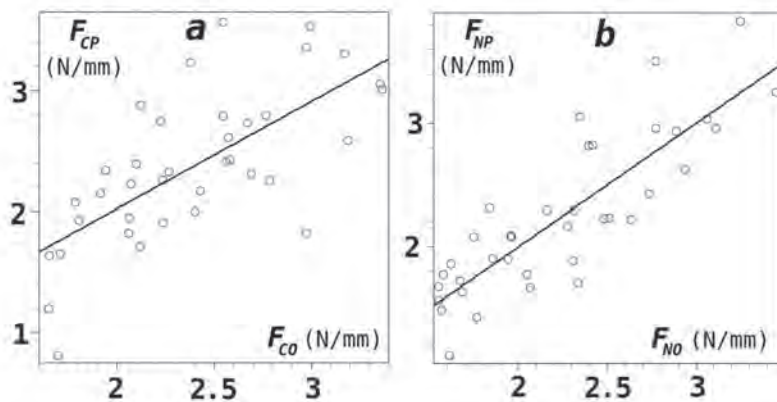 F_CP a
(N/mm)
3
2
1
F_CO (N/mm)
2 2.5 3
F_NP b
(N/mm)
3
2
F_NO (N/mm)
2 2.5 3